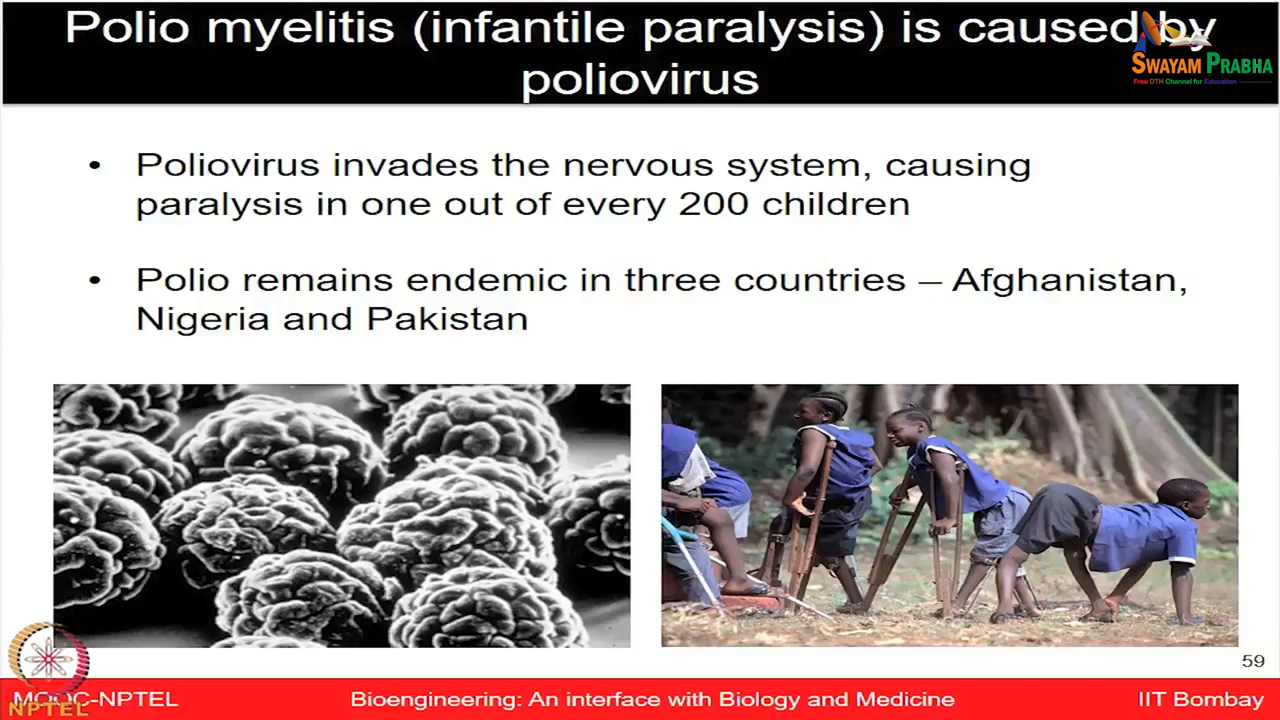 Polio myelitis (infantile paralysis) is caused by
poliovirus
SWAYAM PRABHA
Free DTH Channel for Education
• Poliovirus invades the nervous system, causing
paralysis in one out of every 200 children
• Polio remains endemic in three countries – Afghanistan,
Nigeria and Pakistan
59
MOOC-NPTEL
Bioengineering: An interface with Biology and Medicine
IIT Bombay
NPTEL